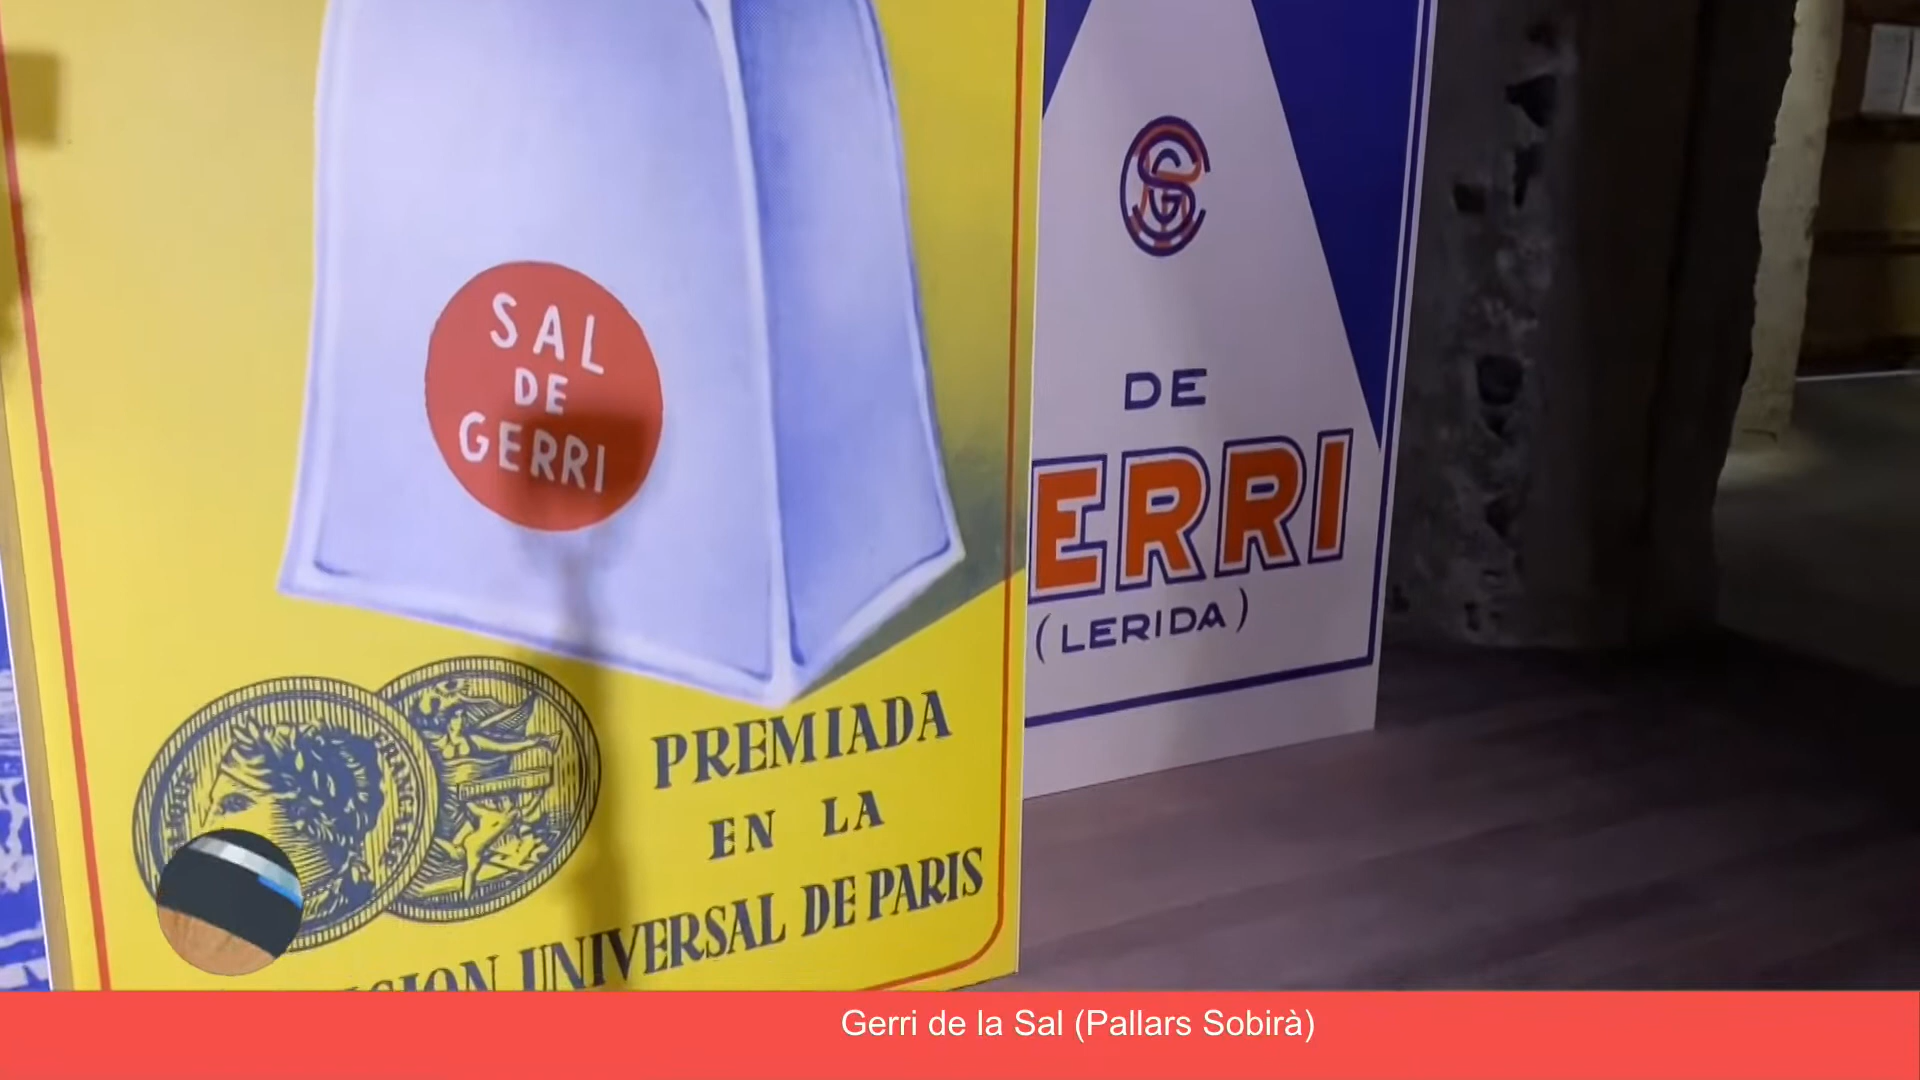 SAL
DE
GERRI
PREMIADA
EN LA
UNIVERSAL DE PARIS
DE
ERRI
(LERIDA)
Gerri de la Sal (Pallars Sobirà)